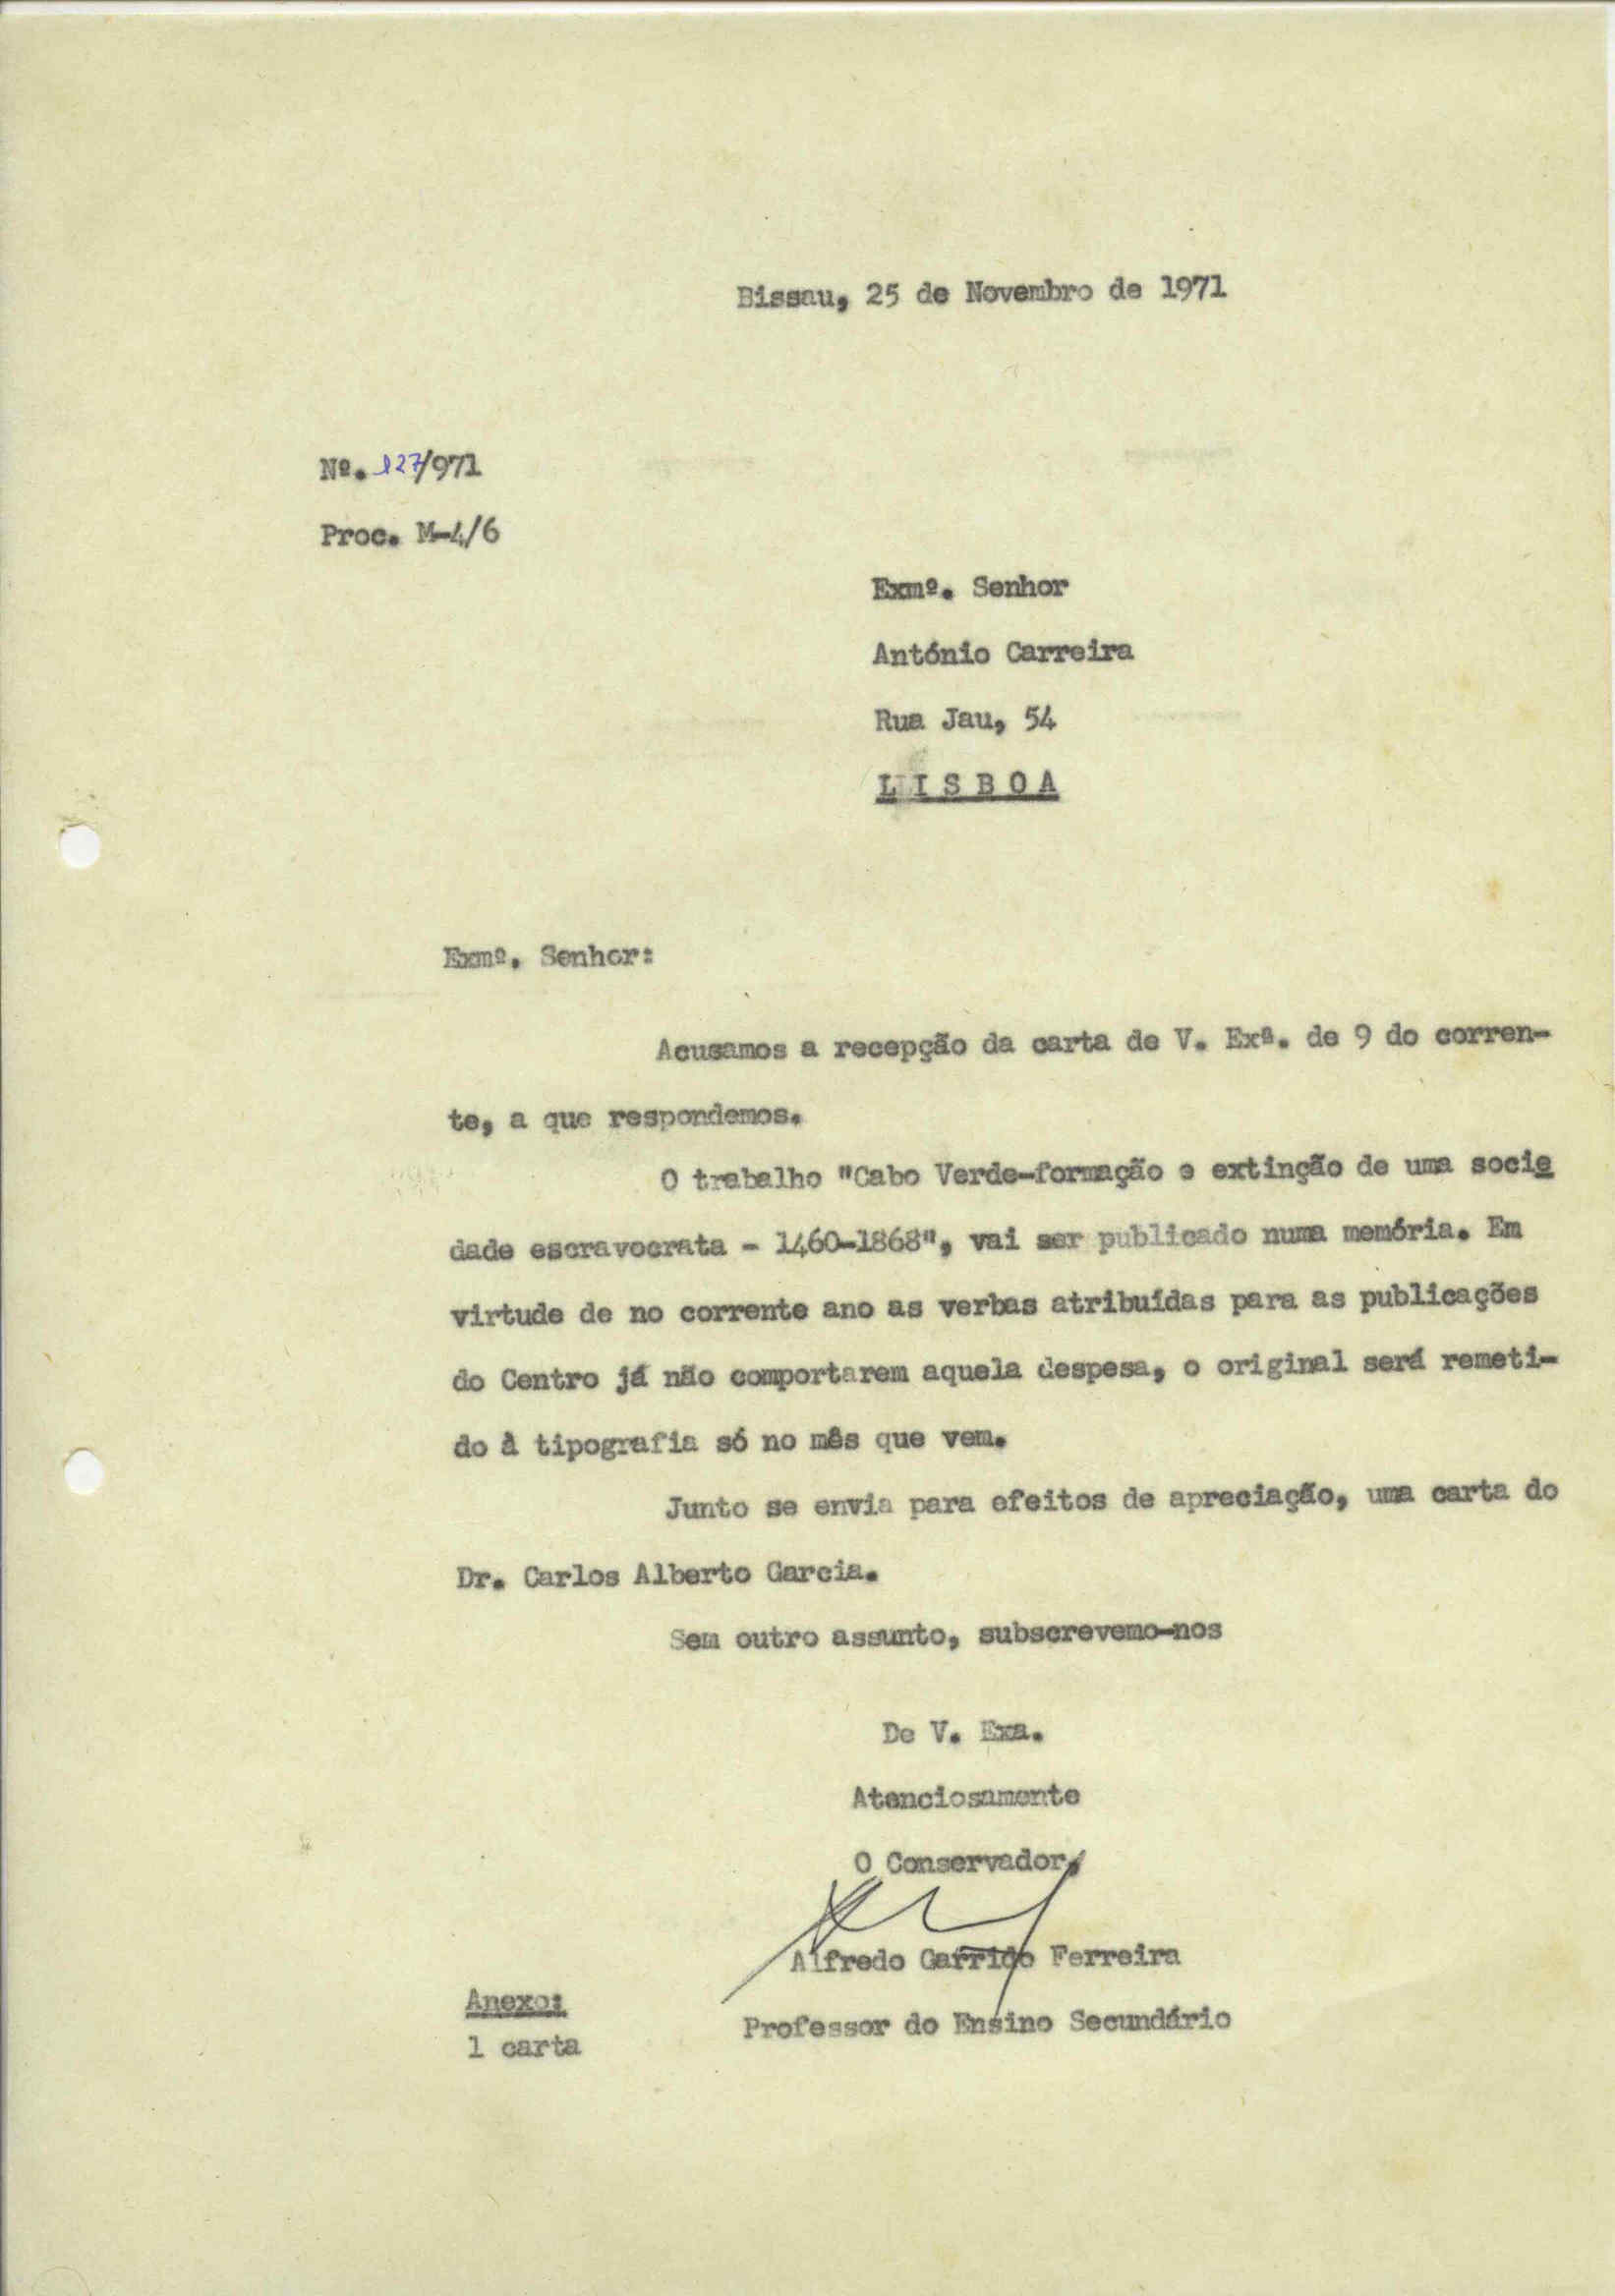 Bissau, 25 de Novembro de 1971
Nº. 127/971
Proc. M-4/6
Exmº. Senhor
António Carreira
Rua Jau, 54
L I S B O A
Exmº. Senhor:
Acusamos a recepção da carta de V. Exª. de 9 do corren-
te, a que respondemos.
O trabalho "Cabo Verde-formação e extinção de uma socie
dade escravocrata - 1460-1868", vai ser publicado numa memória. Em
virtude de no corrente ano as verbas atribuídas para as publicações
do Centro já não comportarem aquela despesa, o original será remeti-
do à tipografia só no mês que vem.
Junto se envia para efeitos de apreciação, uma carta do
Dr. Carlos Alberto Garcia.
Sem outro assunto, subscrevemo-nos
De V. Exa.
Atenciosamente
O Conservador,
Alfredo Garrido Ferreira
Professor do Ensino Secundário
Anexo:
1 carta